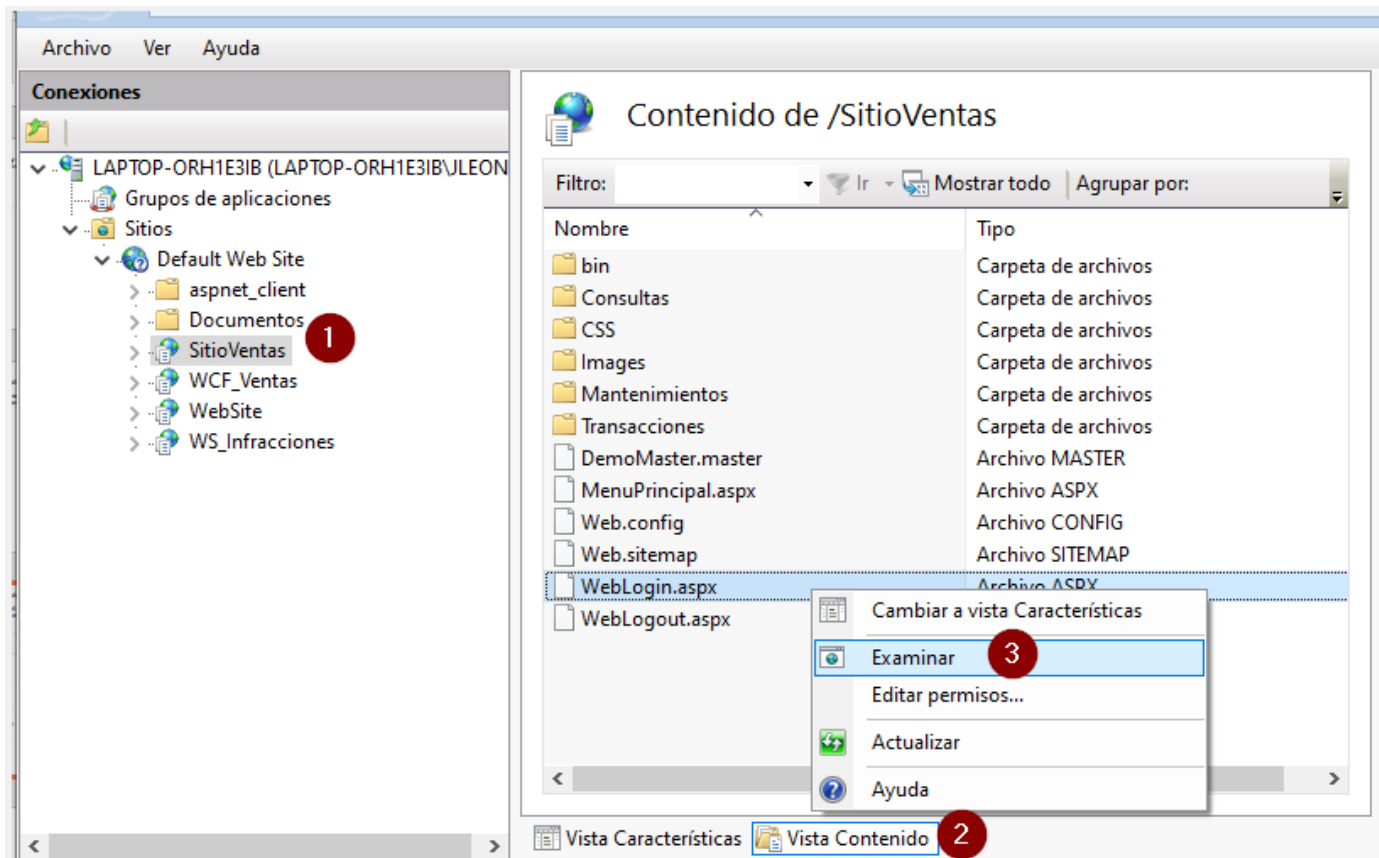 Archivo Ver Ayuda
Conexiones
LAPTOP-ORH1E3IB (LAPTOP-ORH1E3IB\JLEON
Grupos de aplicaciones
Sitios
Default Web Site
aspnet_client
Documentos
1
SitioVentas
WCF_Ventas
WebSite
WS_Infracciones
Contenido de /SitioVentas
Filtro: Ir Mostrar todo Agrupar por:
Nombre Tipo
bin Carpeta de archivos
Consultas Carpeta de archivos
CSS Carpeta de archivos
Images Carpeta de archivos
Mantenimientos Carpeta de archivos
Transacciones Carpeta de archivos
DemoMaster.master Archivo MASTER
MenuPrincipal.aspx Archivo ASPX
Web.config Archivo CONFIG
Web.sitemap Archivo SITEMAP
WebLogin.aspx Archivo ASPX
WebLogout.aspx
Cambiar a vista Características
Examinar 3
Editar permisos...
Actualizar
Ayuda
Vista Características Vista Contenido 2